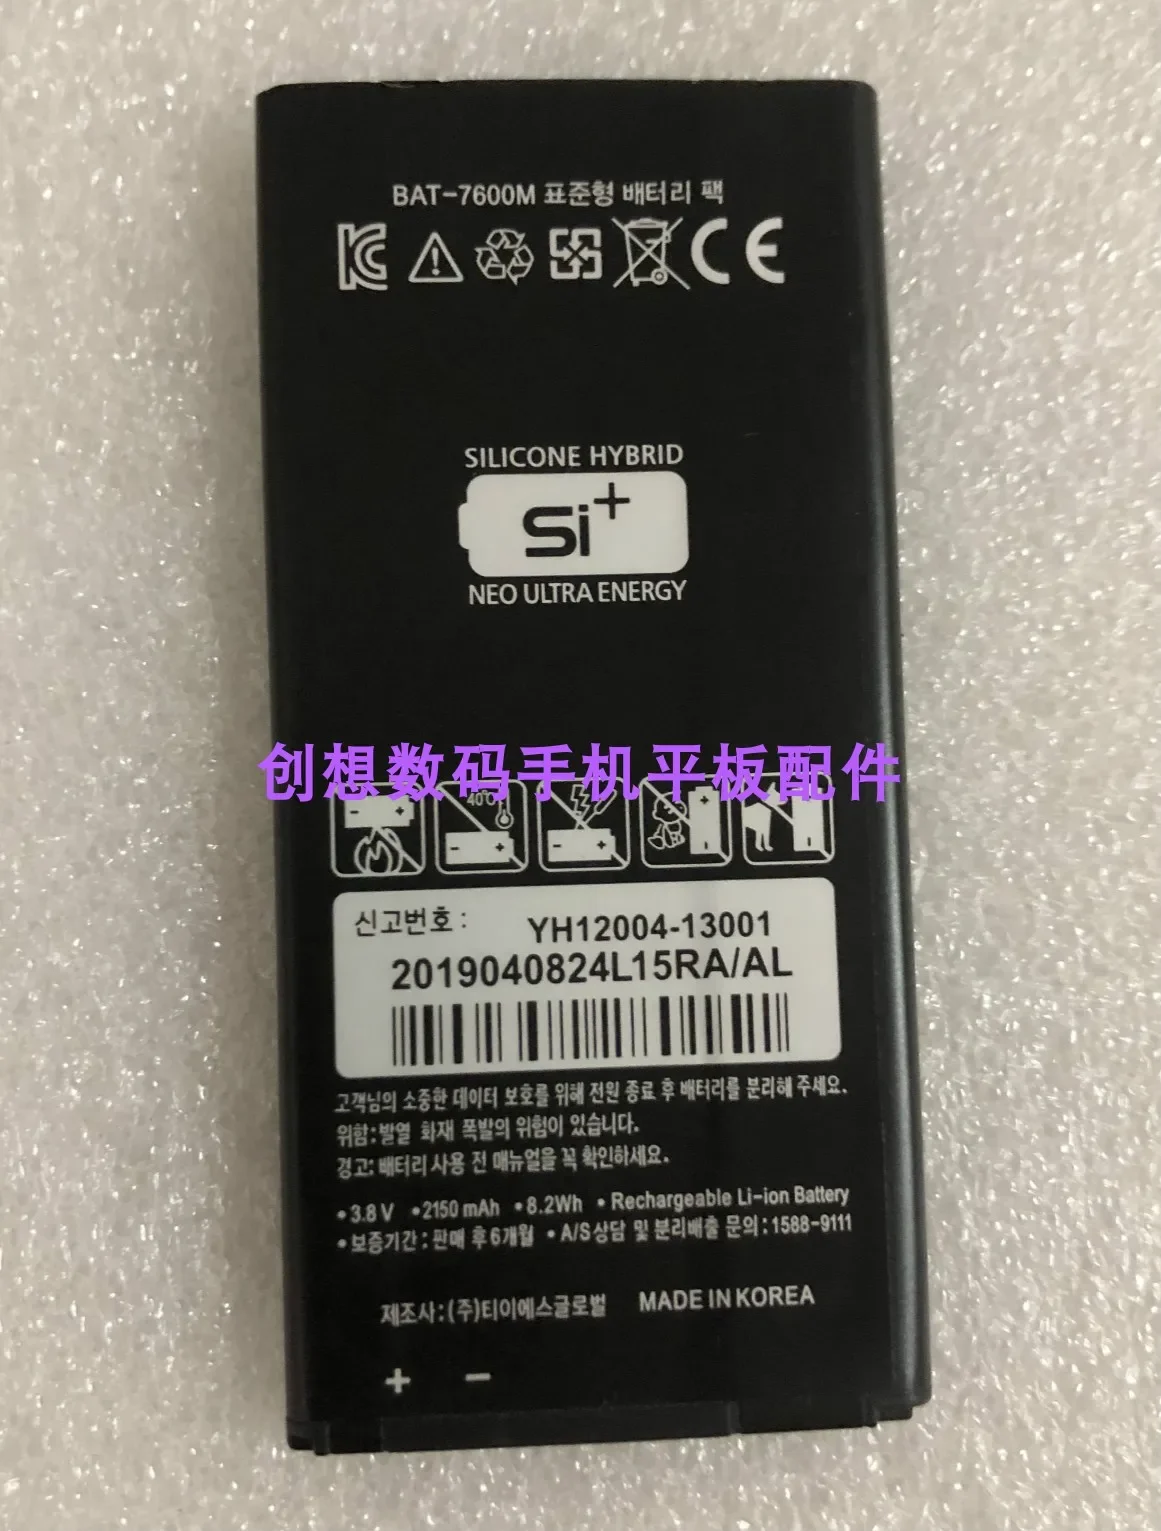 BAT-7600M 표준형 배터리 팩
SILICONE HYBRID
Si+
NEO ULTRA ENERGY
创想数码手机平板配件
40°C
신고번호: YH12004-13001
2019040824L15RA/AL
고객님의 소중한 데이터 보호를 위해 전원 종료 후 배터리를 분리해 주세요.
위함:발열 화재 폭발의 위험이 있습니다.
경고:배터리 사용 전 매뉴얼을 꼭 확인하세요.
•3.8 V •2150 mAh •8.2Wh •Rechargeable Li-ion Battery
•보증기간:판매 후 6개월 •A/S상담 및 분리배출 문의:1588-9111
제조사:(주)티이에스글로벌 MADE IN KOREA
+ −